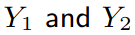 Y₁ and Y₂